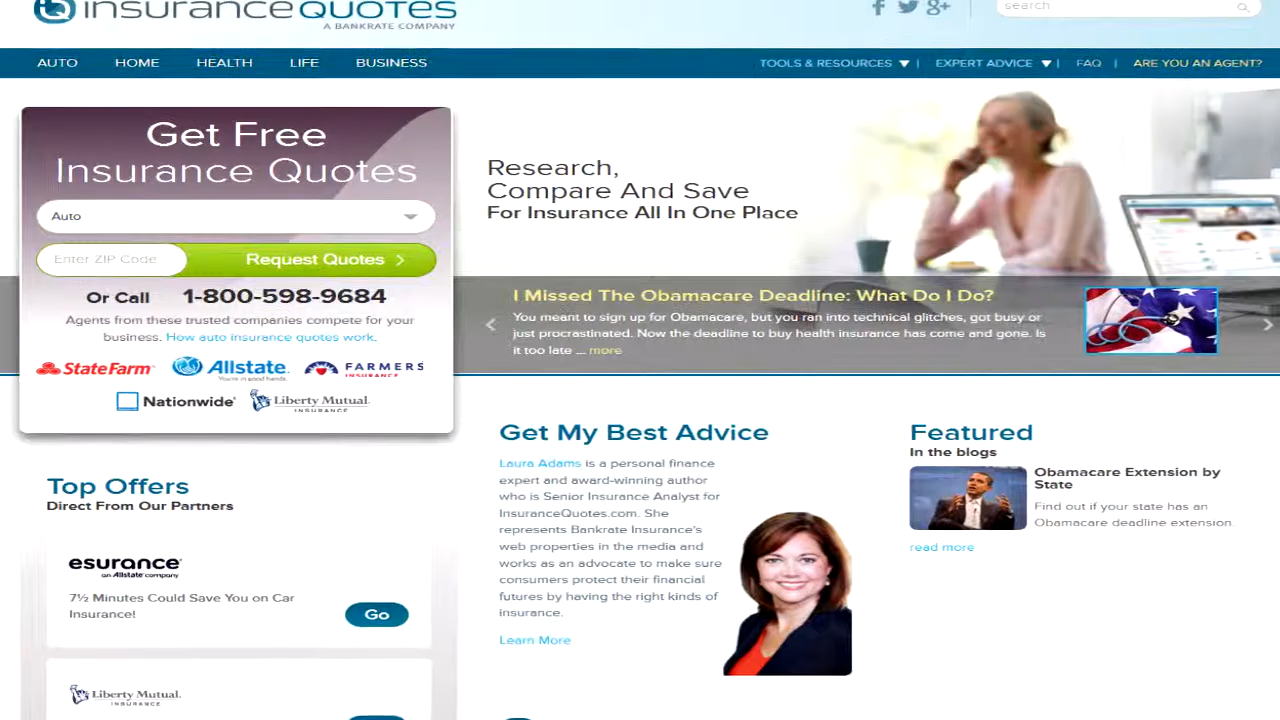 insuranceQUOTES
A BANKRATE COMPANY
search
AUTO HOME HEALTH LIFE BUSINESS
TOOLS & RESOURCES | EXPERT ADVICE | FAQ | ARE YOU AN AGENT?
Get Free
Insurance Quotes
Auto
Enter ZIP Code Request Quotes
Or Call 1-800-598-9684
Agents from these trusted companies compete for your
business. How auto insurance quotes work.
StateFarm Allstate. FARMERS
You're in good hands. INSURANCE
Nationwide® Liberty Mutual.
INSURANCE
Research,
Compare And Save
For Insurance All In One Place
I Missed The Obamacare Deadline: What Do I Do?
You meant to sign up for Obamacare, but you ran into technical glitches, got busy or
just procrastinated. Now the deadline to buy health insurance has come and gone. Is
it too late ... more
Top Offers
Direct From Our Partners
esurance®
an Allstate company
7½ Minutes Could Save You on Car
Insurance!
Go
Liberty Mutual.
INSURANCE
Get My Best Advice
Laura Adams is a personal finance
expert and award-winning author
who is Senior Insurance Analyst for
InsuranceQuotes.com. She
represents Bankrate Insurance's
web properties in the media and
works as an advocate to make sure
consumers protect their financial
futures by having the right kinds of
insurance.
Learn More
Featured
In the blogs
Obamacare Extension by
State
Find out if your state has an
Obamacare deadline extension.
read more